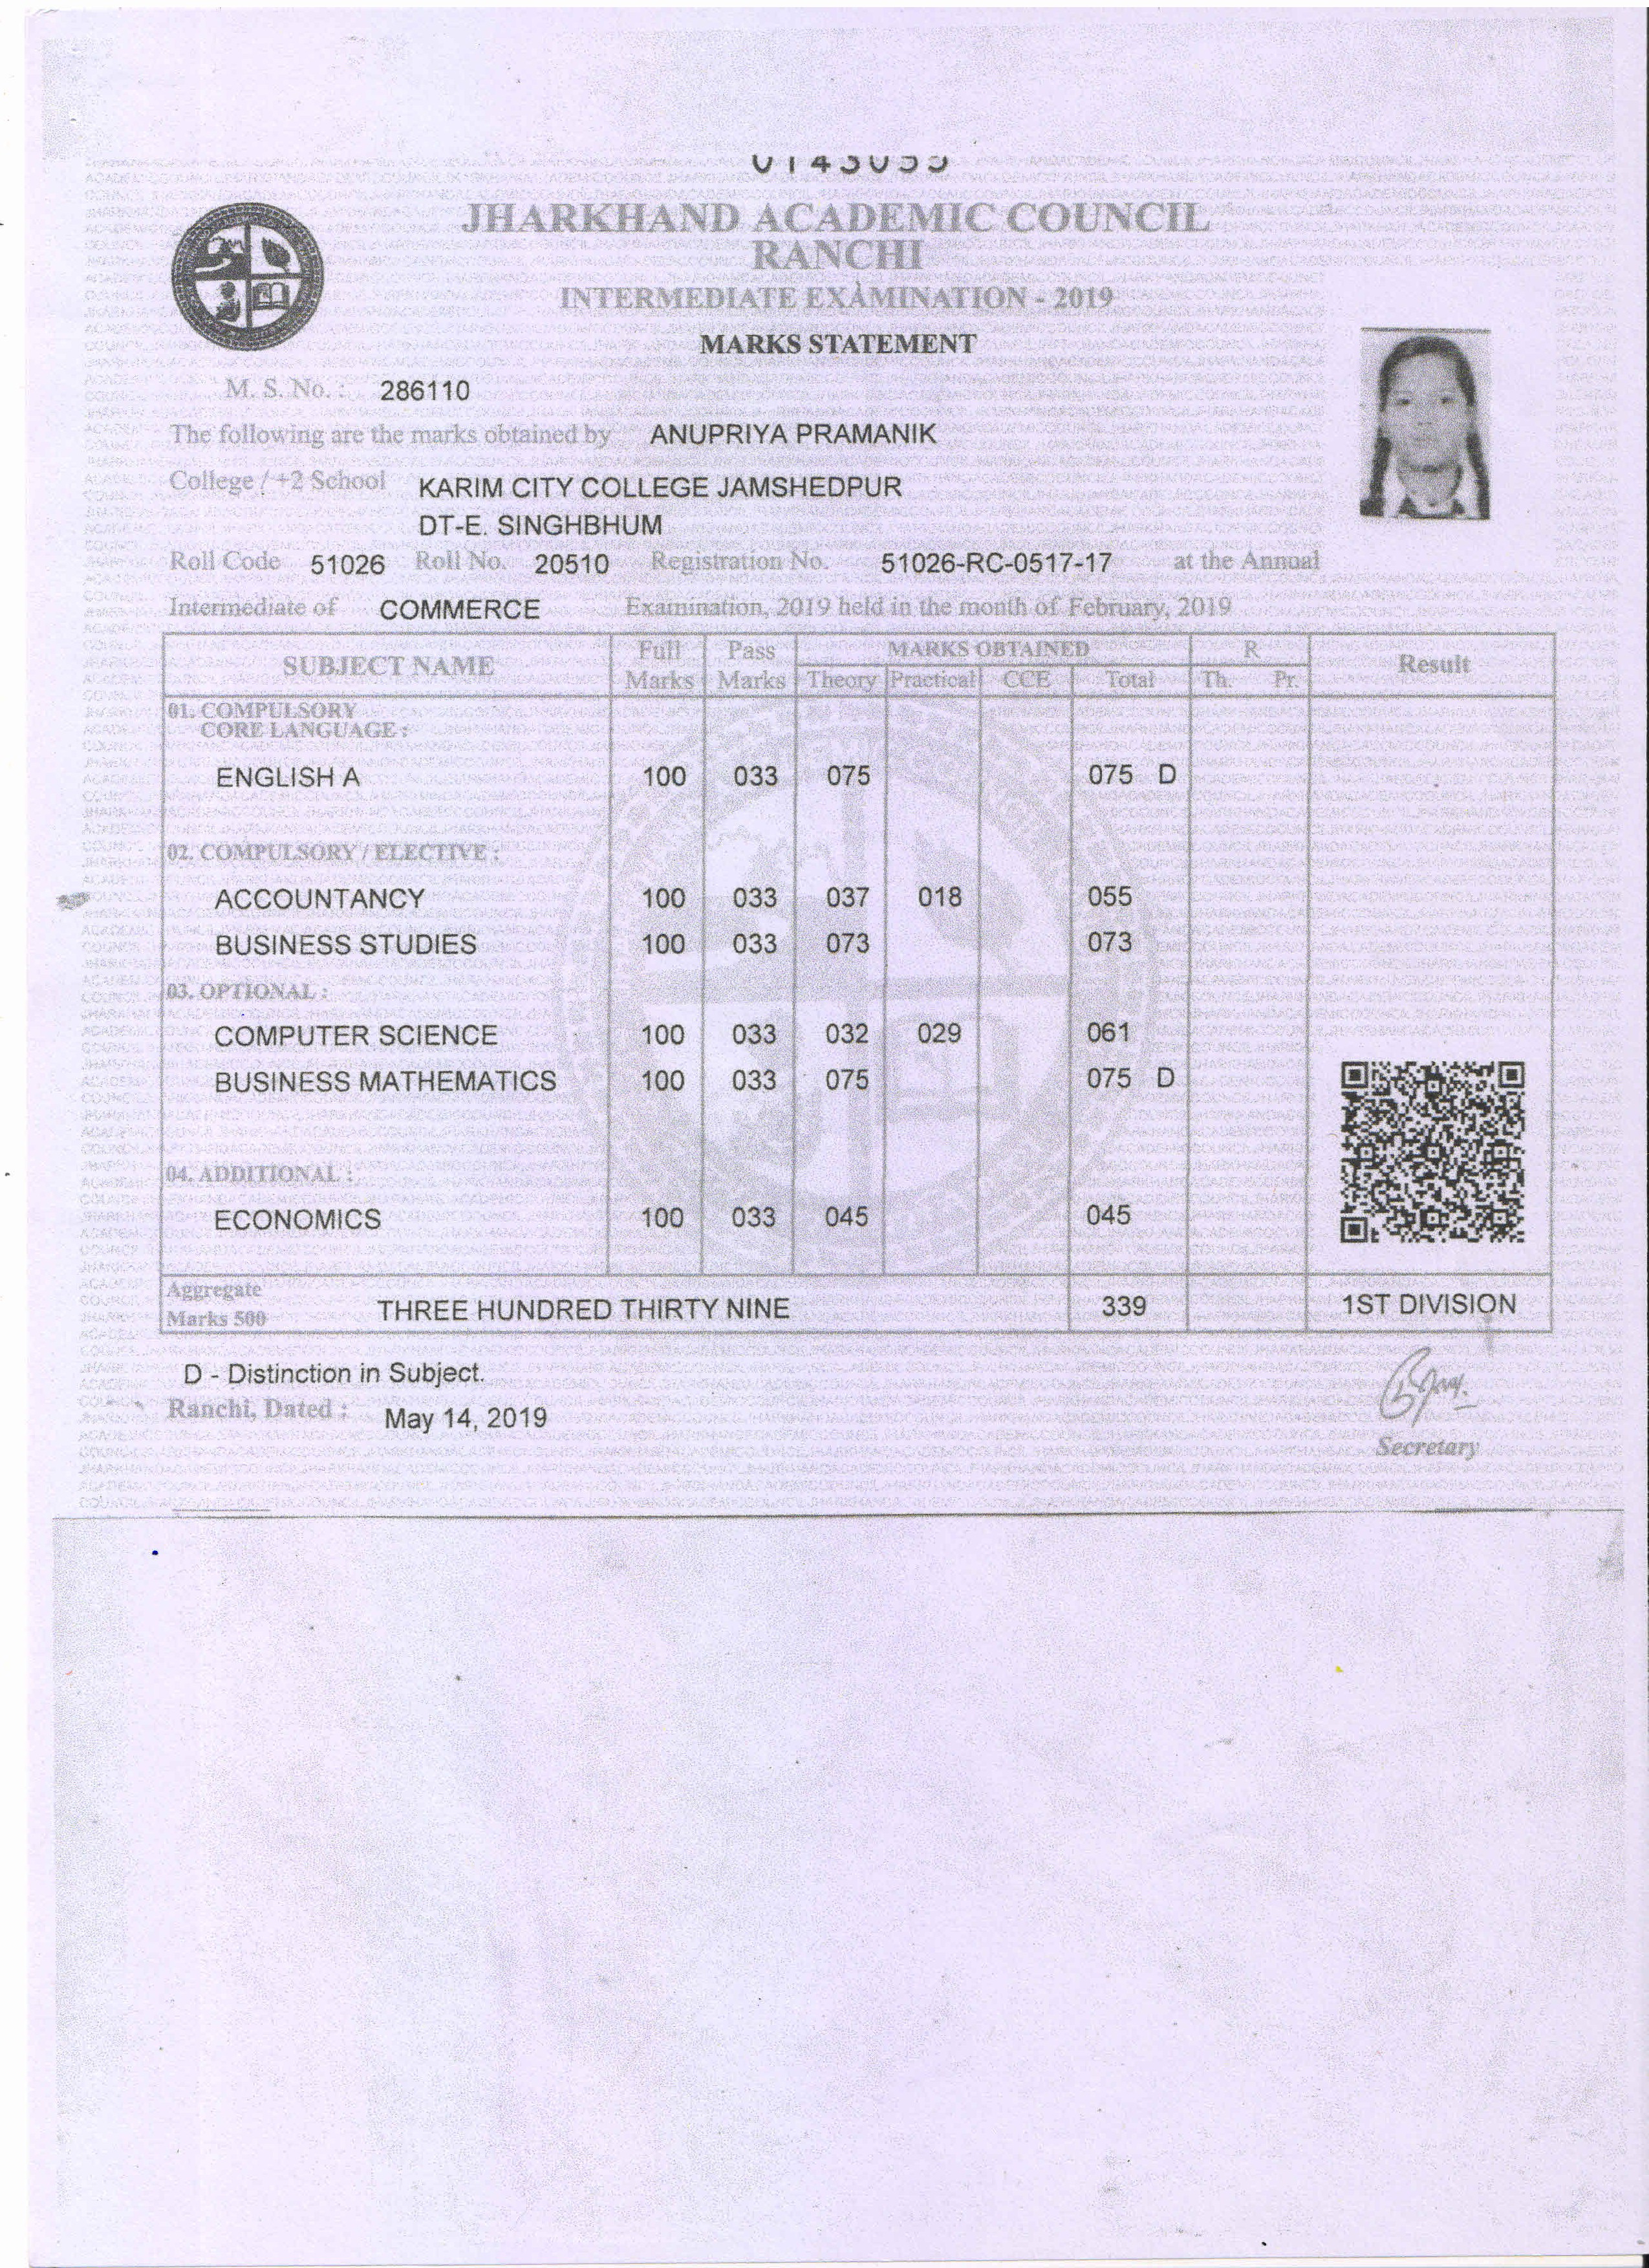 JHARKHAND ACADEMIC COUNCIL
RANCHI
INTERMEDIATE EXAMINATION - 2019
MARKS STATEMENT
M. S. No. : 286110
The following are the marks obtained by ANUPRIYA PRAMANIK
College / +2 School KARIM CITY COLLEGE JAMSHEDPUR
DT-E. SINGHBHUM
Roll Code 51026 Roll No. 20510 Registration No. 51026-RC-0517-17 at the Annual
Intermediate of COMMERCE Examination, 2019 held in the month of February, 2019
SUBJECT NAME Full Marks Pass Marks MARKS OBTAINED R Result
Theory Practical CCE Total Th. Pr.
01. COMPULSORY
CORE LANGUAGE :
ENGLISH A 100 033 075 075 D
02. COMPULSORY / ELECTIVE :
ACCOUNTANCY 100 033 037 018 055
BUSINESS STUDIES 100 033 073 073
03. OPTIONAL :
COMPUTER SCIENCE 100 033 032 029 061
BUSINESS MATHEMATICS 100 033 075 075 D
04. ADDITIONAL :
ECONOMICS 100 033 045 045
Aggregate
Marks 500 THREE HUNDRED THIRTY NINE 339 1ST DIVISION
D - Distinction in Subject.
Ranchi, Dated : May 14, 2019
Secretary